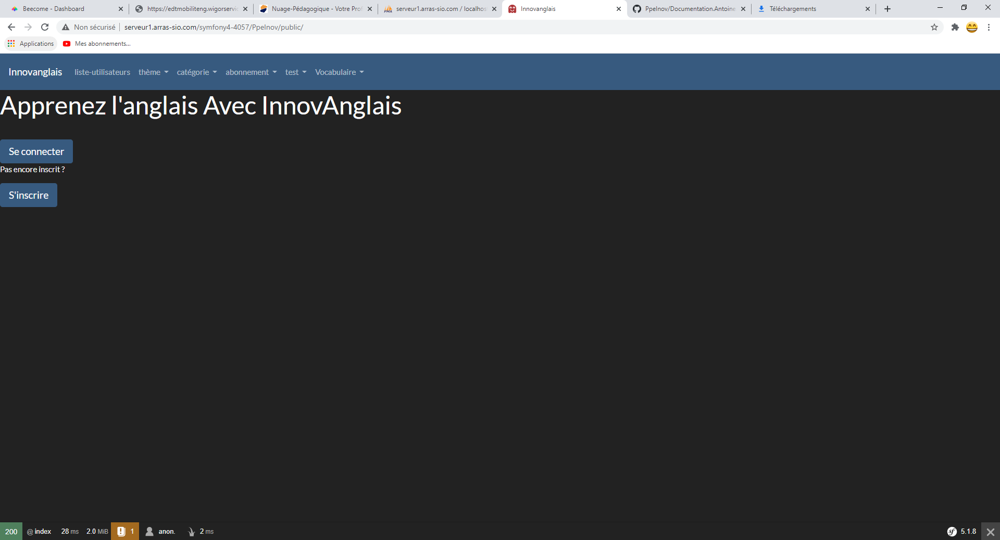 Beecome - Dashboard
https://edtmobiliteng.wigorservic
Nuage-Pédagogique - Votre Prof
serveur1.arras-sio.com / localhos
Innovanglais
PpeInov/Documentation.Antoine
Téléchargements
Non sécurisé serveur1.arras-sio.com/symfony4-4057/PpeInov/public/
Applications
Mes abonnements...
Innovanglais liste-utilisateurs thème catégorie abonnement test Vocabulaire
Apprenez l'anglais Avec InnovAnglais
Se connecter
Pas encore inscrit ?
S'inscrire
200 @ index 28 ms 2.0 MiB 1 anon. 2 ms sf 5.1.8